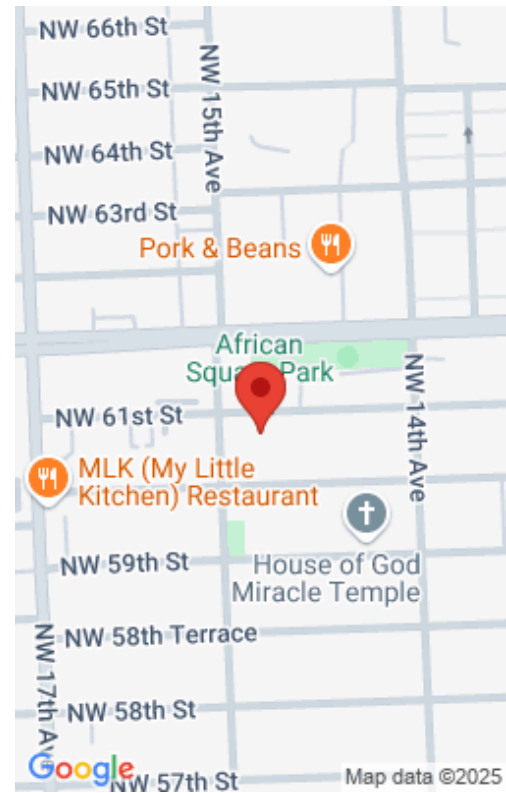 NW 66th St
NW 65th St
NW 15th Ave
NW 64th St
NW 63rd St
Pork & Beans
African
Square Park
NW 61st St
NW 14th Ave
MLK (My Little
Kitchen) Restaurant
House of God
Miracle Temple
NW 59th St
NW 58th Terrace
NW 17th Ave
NW 58th St
Google
NW 57th St
Map data ©2025